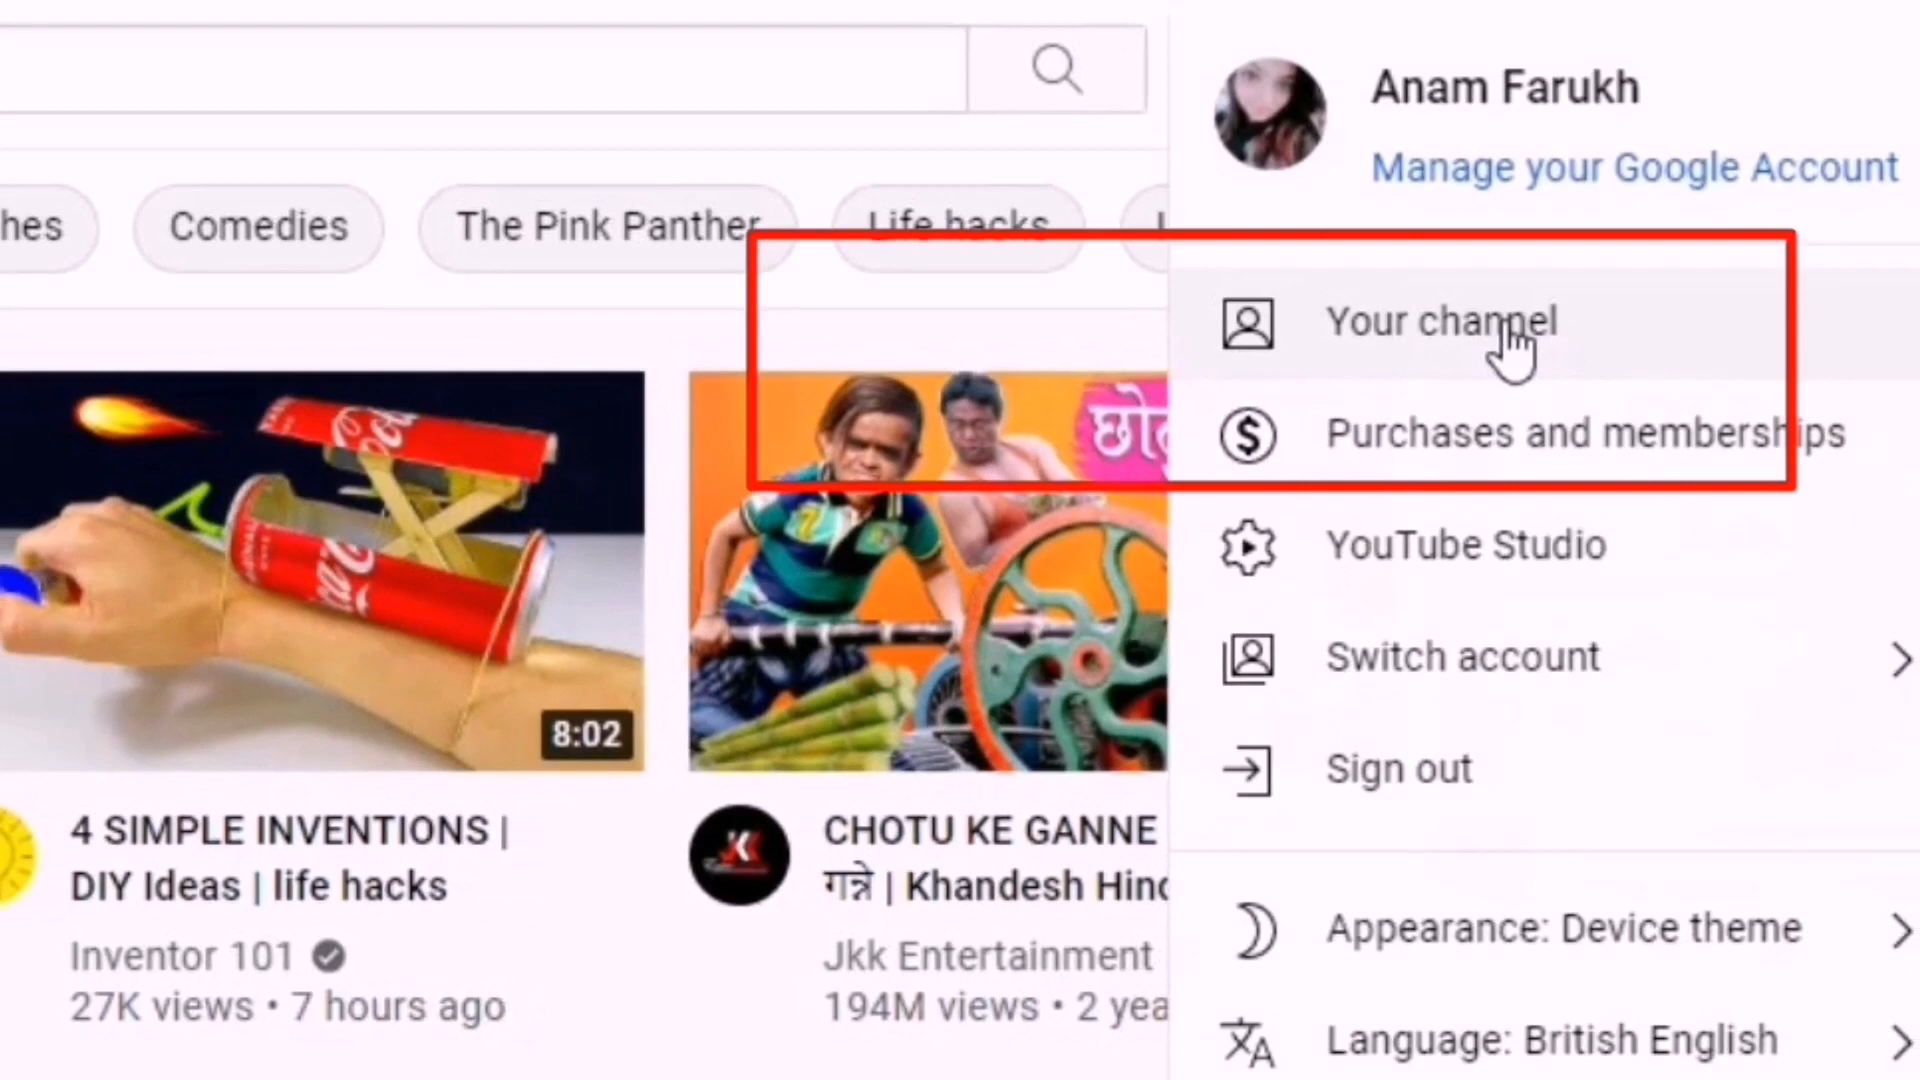 Anam Farukh
Manage your Google Account
hes
Comedies
The Pink Panther
Life hacks
Your channel
Purchases and memberships
YouTube Studio
Switch account
Sign out
Appearance: Device theme
Language: British English
8:02
4 SIMPLE INVENTIONS |
DIY Ideas | life hacks
Inventor 101
27K views • 7 hours ago
CHOTU KE GANNE
गन्ने | Khandesh Hind
Jkk Entertainment
194M views • 2 yea